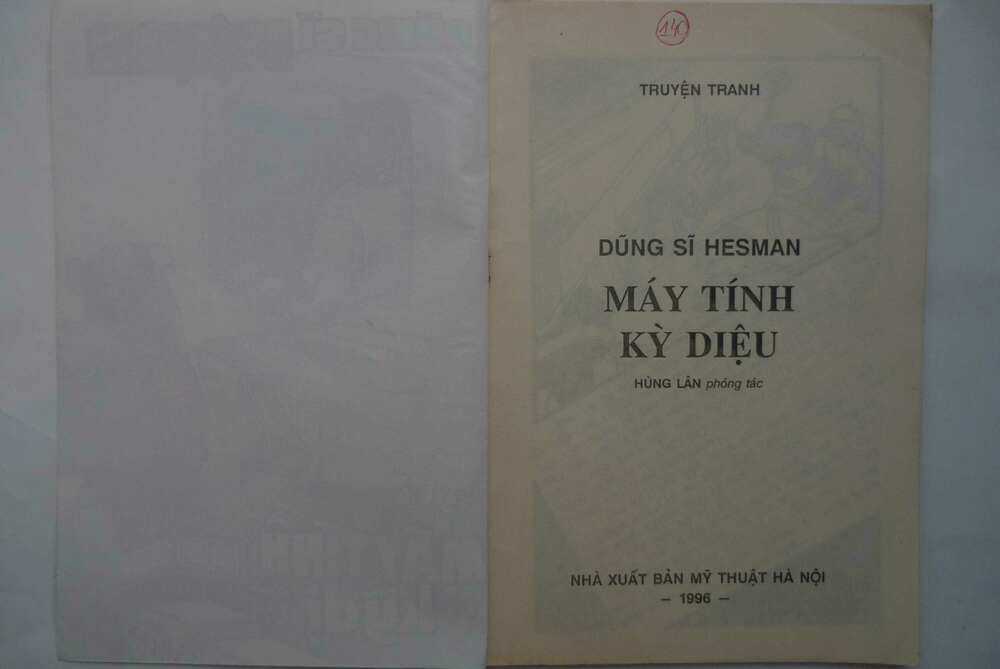 140
TRUYỆN TRANH
DŨNG SĨ HESMAN
MÁY TÍNH
KỲ DIỆU
HÙNG LÂN phóng tác
NHÀ XUẤT BẢN MỸ THUẬT HÀ NỘI
– 1996 –